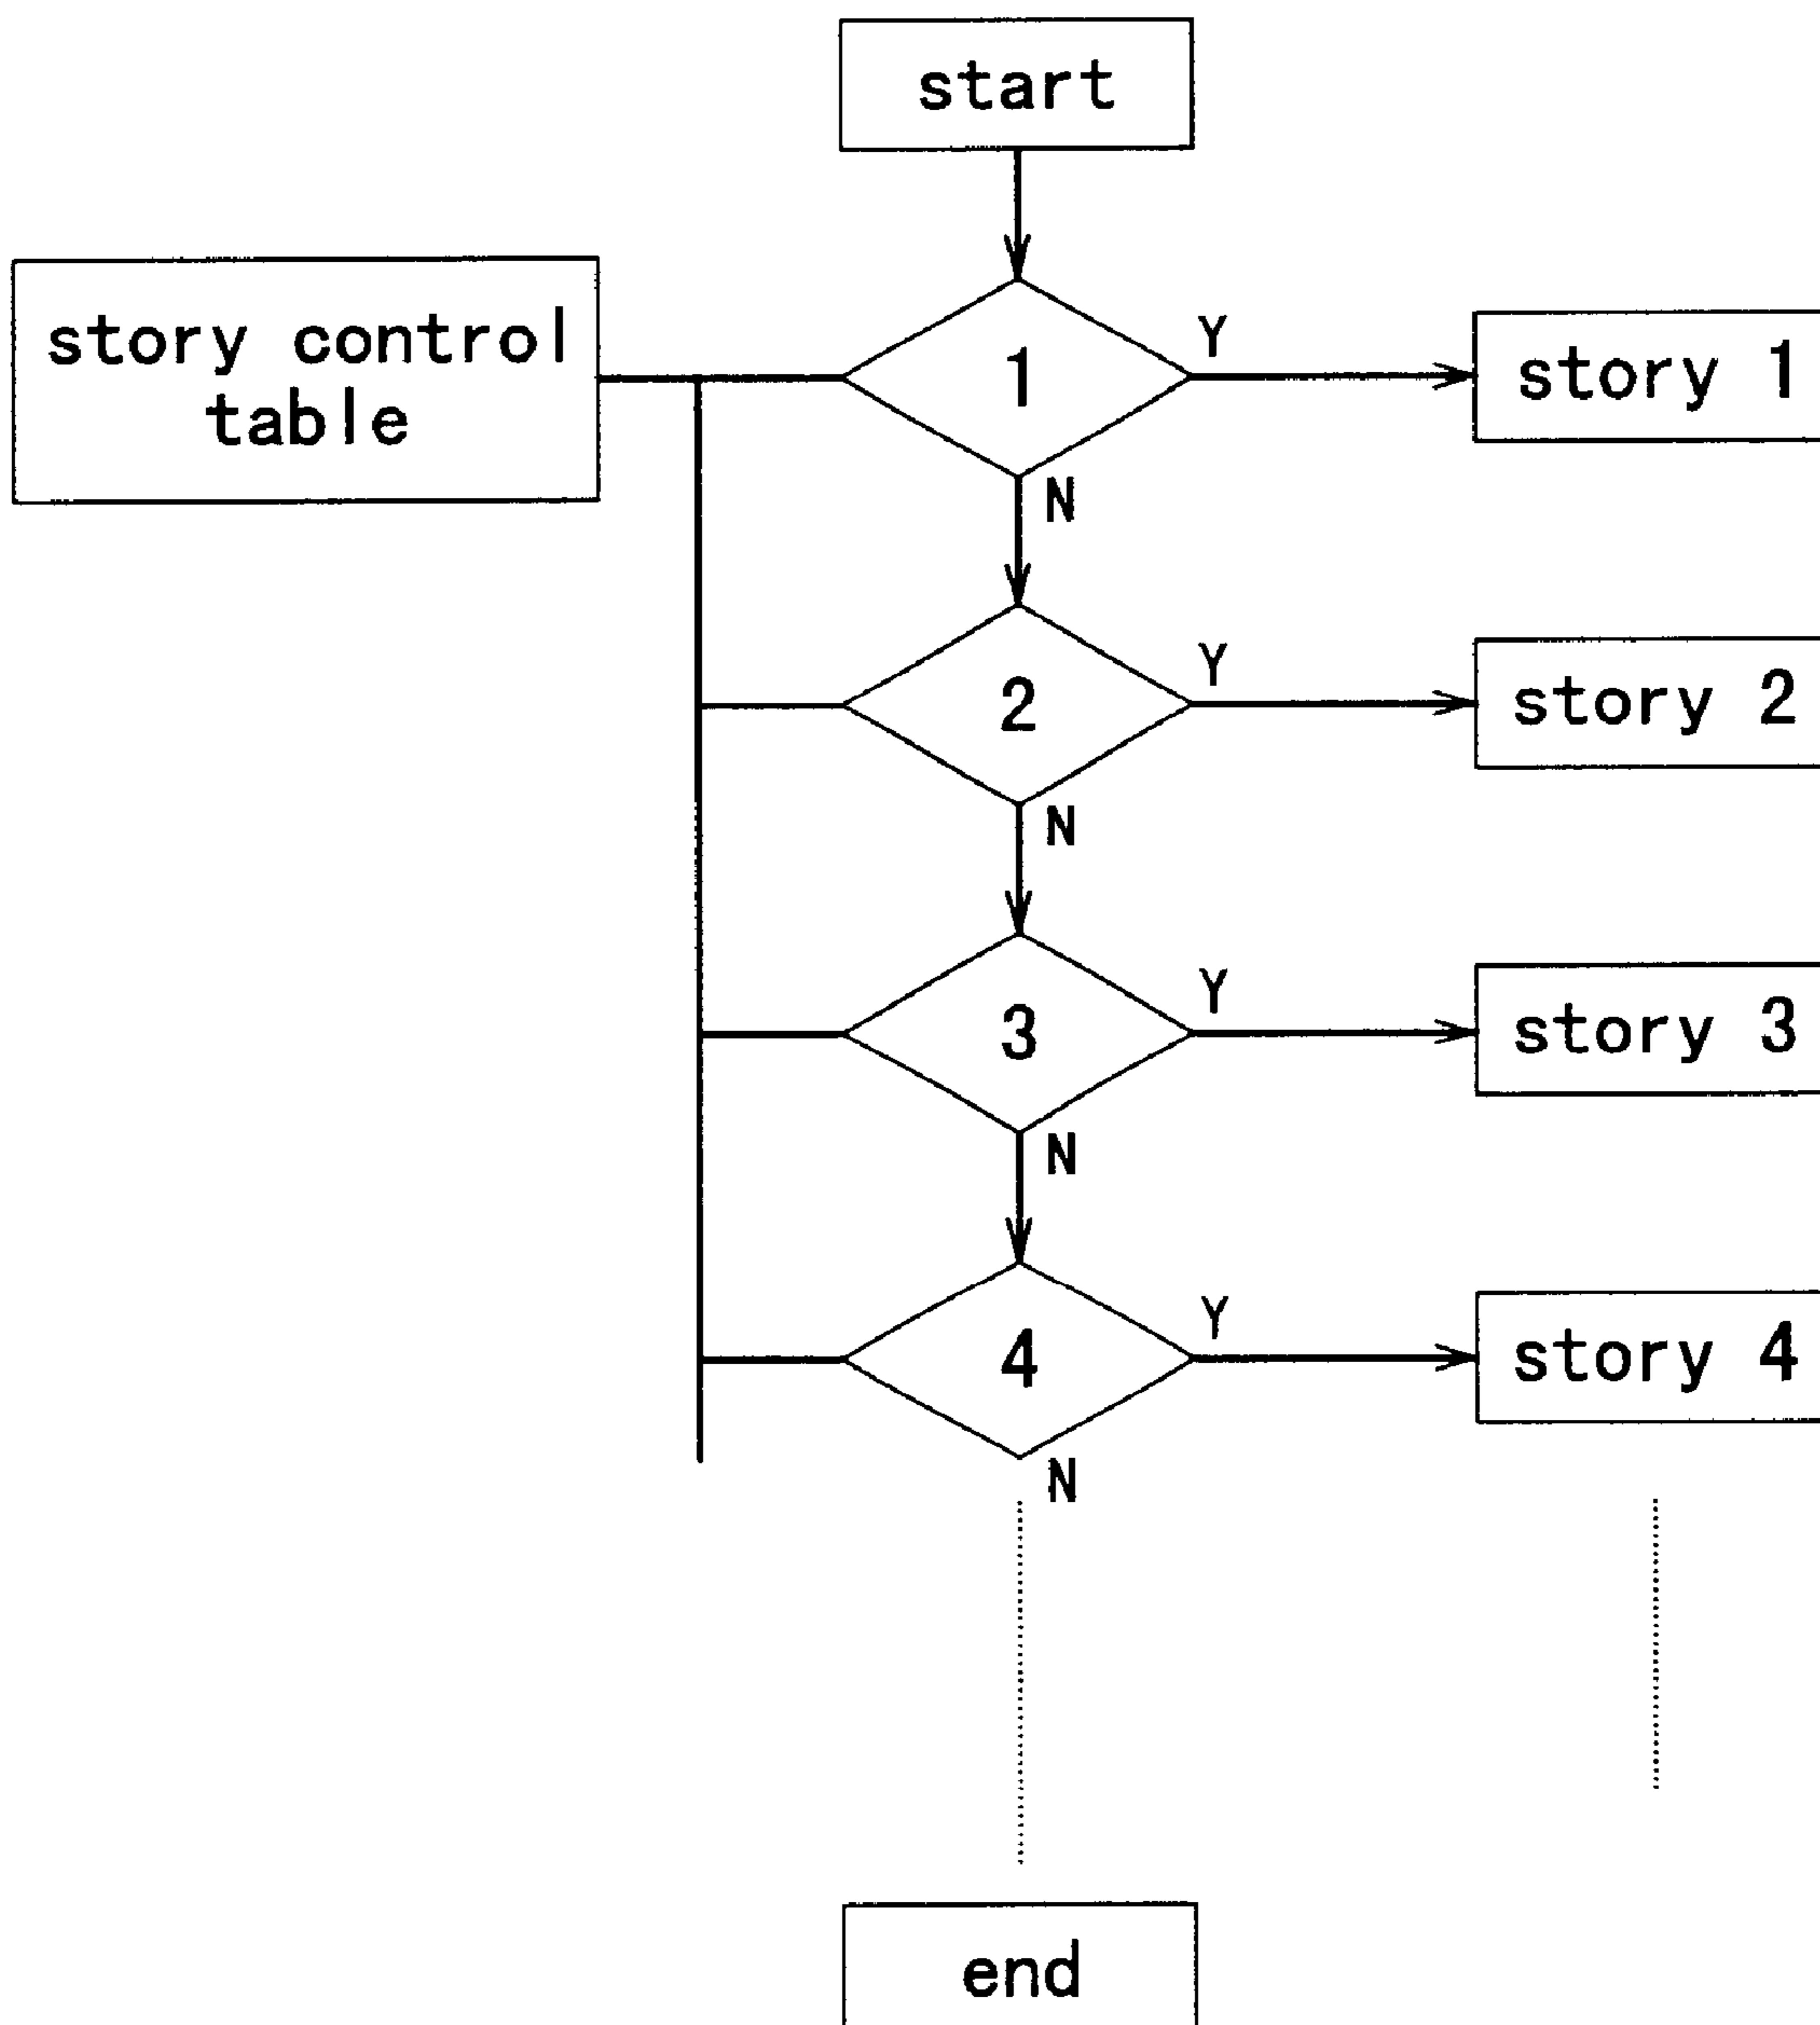 start
story control
table
1
Y
story 1
N
2
Y
story 2
N
3
Y
story 3
N
4
Y
story 4
N
end